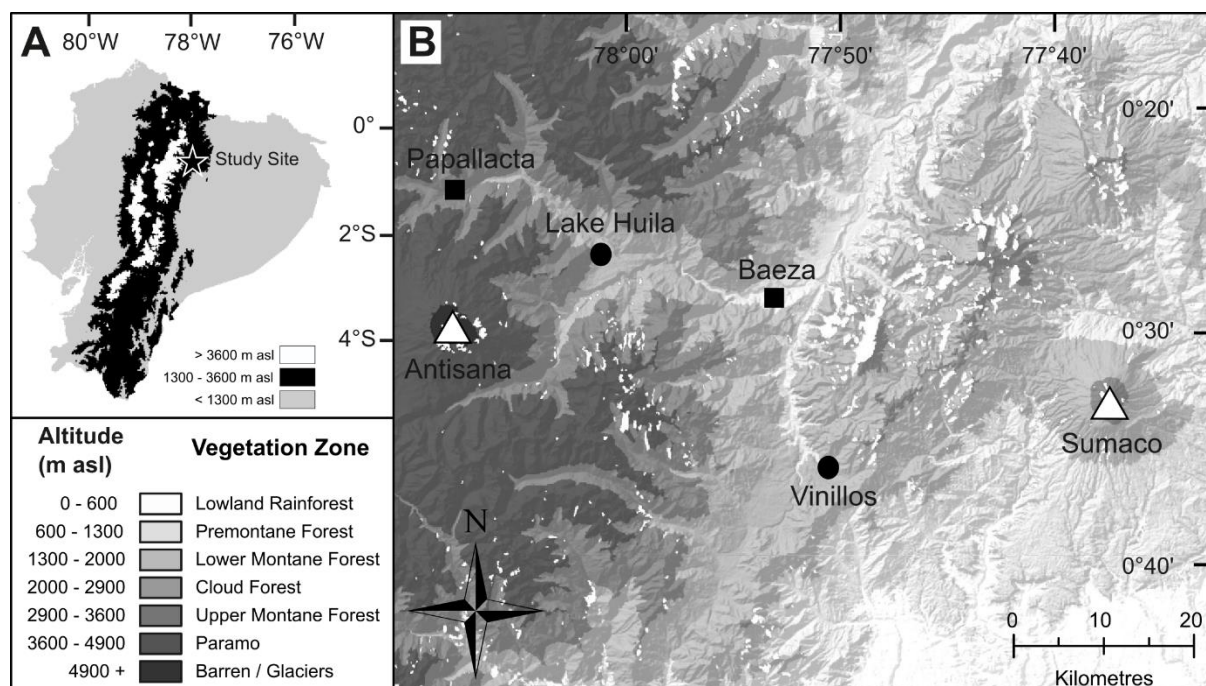 A
80°W 78°W 76°W
0°
Study Site
2°S
4°S
> 3600 m asl
1300 - 3600 m asl
< 1300 m asl
Altitude
(m asl)
Vegetation Zone
0 - 600 Lowland Rainforest
600 - 1300 Premontane Forest
1300 - 2000 Lower Montane Forest
2000 - 2900 Cloud Forest
2900 - 3600 Upper Montane Forest
3600 - 4900 Paramo
4900 + Barren / Glaciers
B
78°00' 77°50' 77°40'
0°20'
Papallacta
Lake Huila
Baeza
Antisana
0°30'
Sumaco
Vinillos
N
0°40'
0 10 20
Kilometres